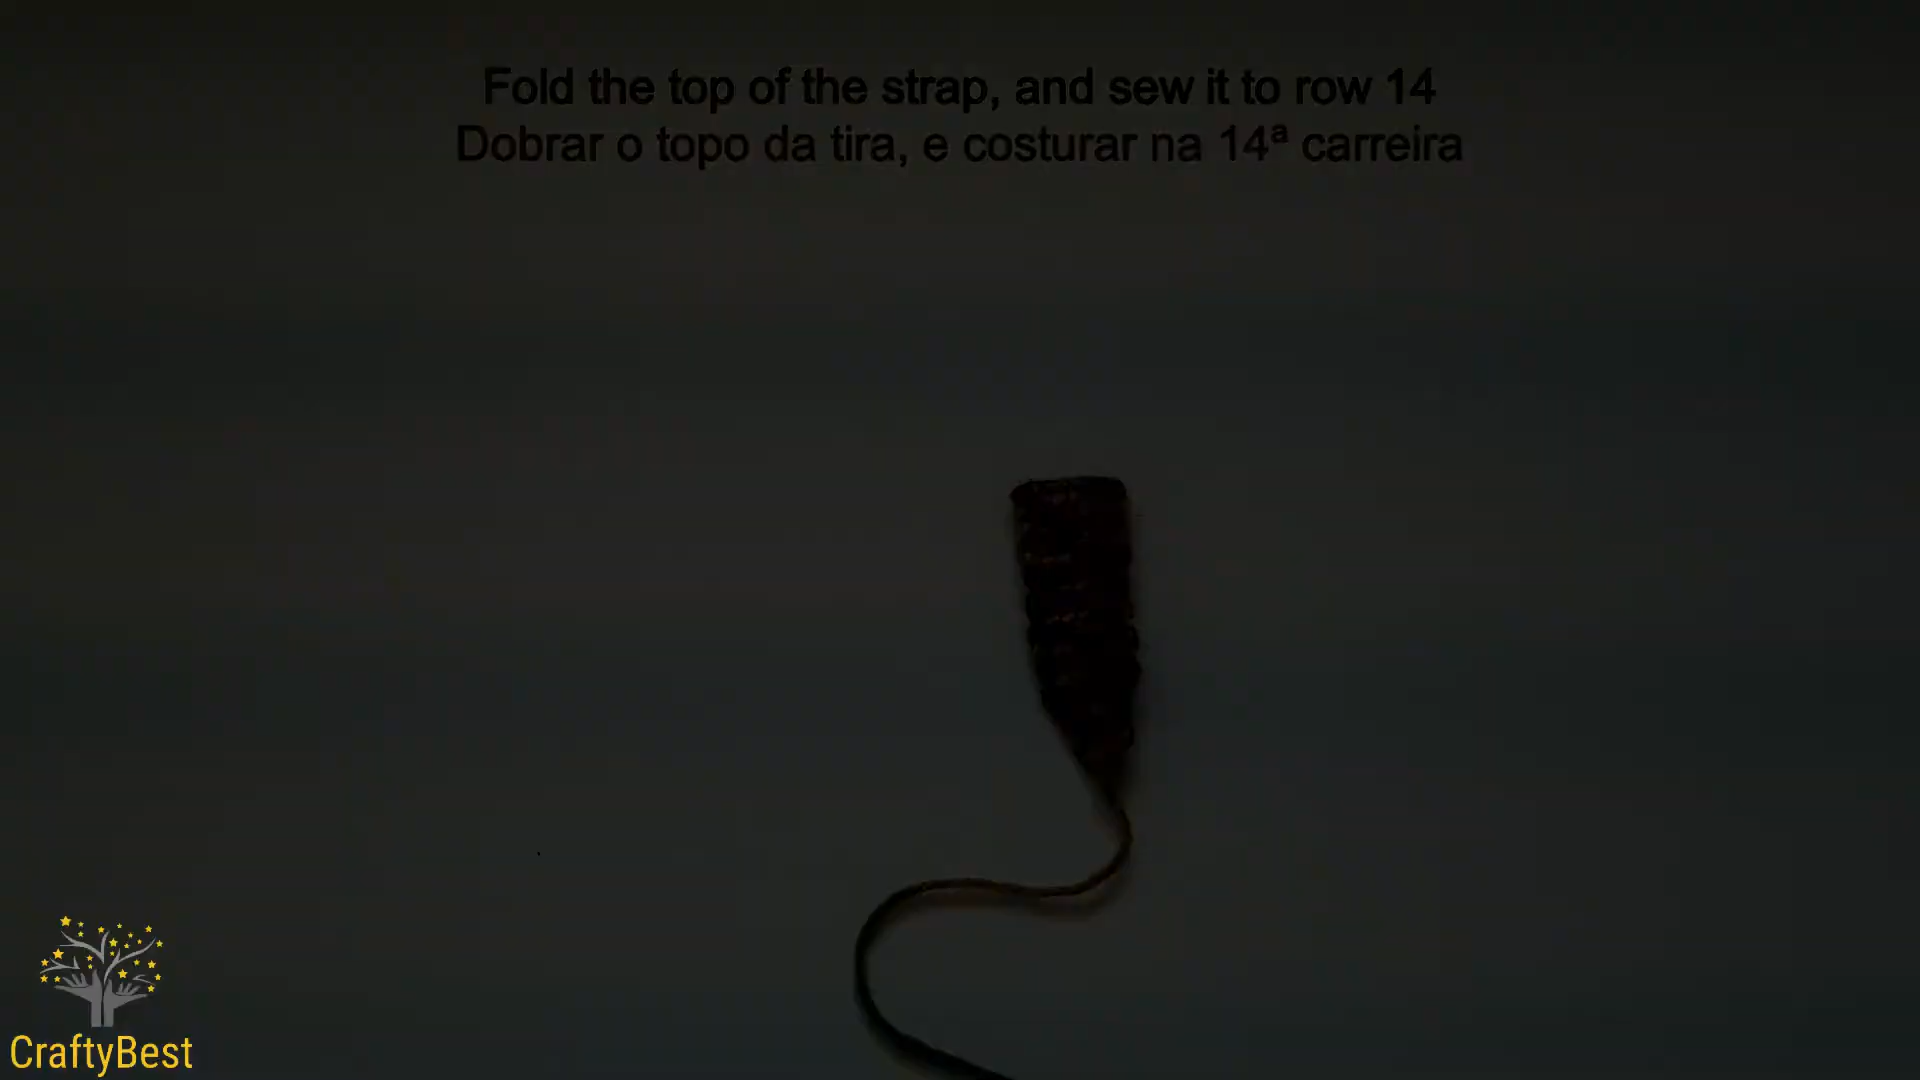 Fold the top of the strap, and sew it to row 14
Dobrar o topo da tira, e costurar na 14ª carreira
CraftyBest